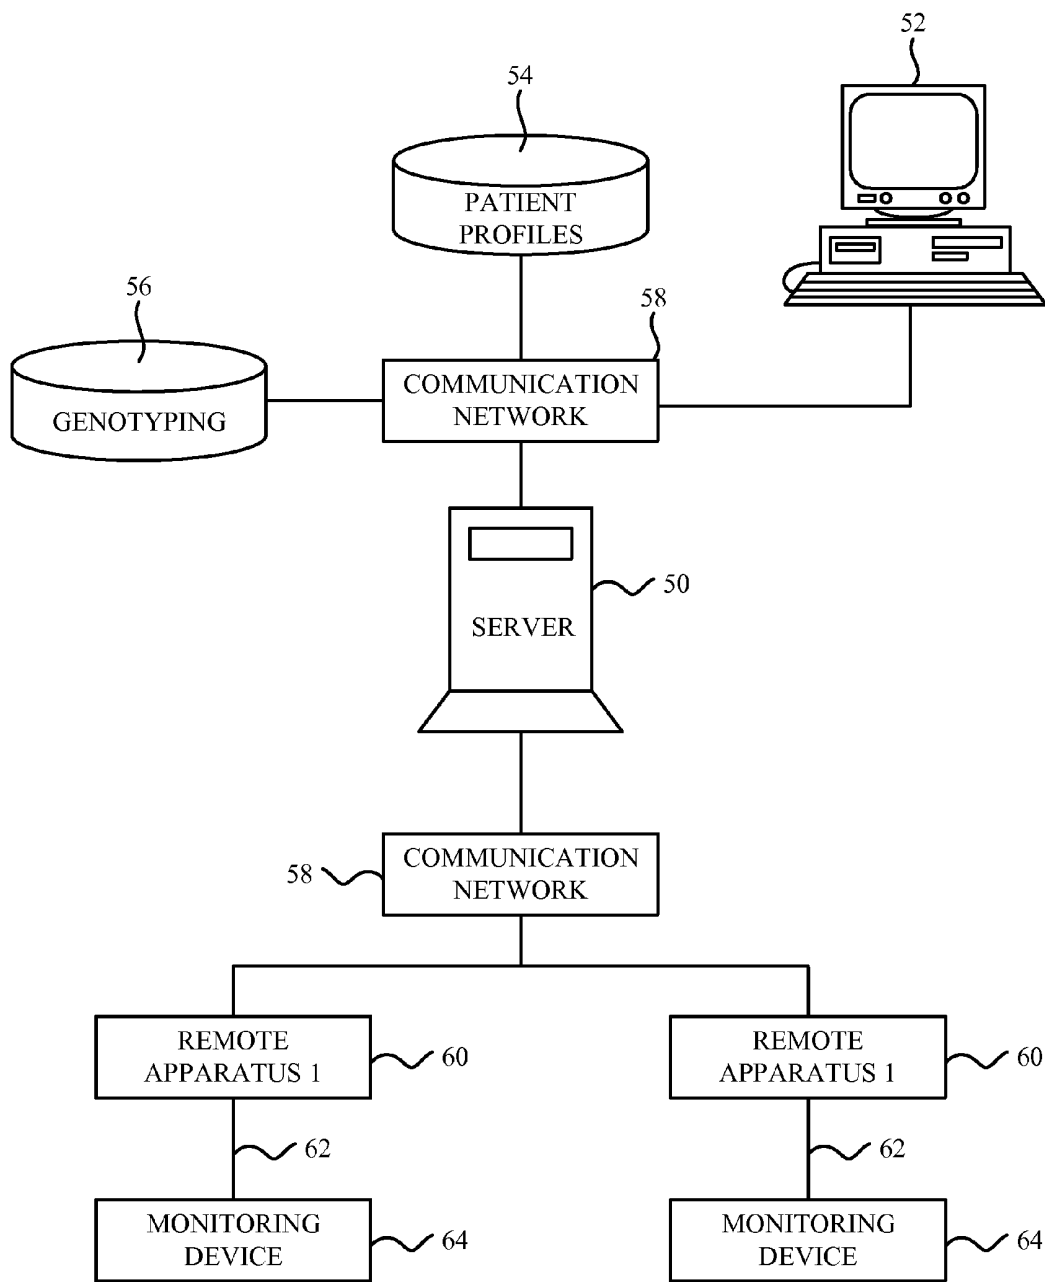 52
54
PATIENT
PROFILES
56
58
GENOTYPING
COMMUNICATION
NETWORK
50
SERVER
58
COMMUNICATION
NETWORK
REMOTE
APPARATUS 1
60
REMOTE
APPARATUS 1
60
62
62
MONITORING
DEVICE
64
MONITORING
DEVICE
64